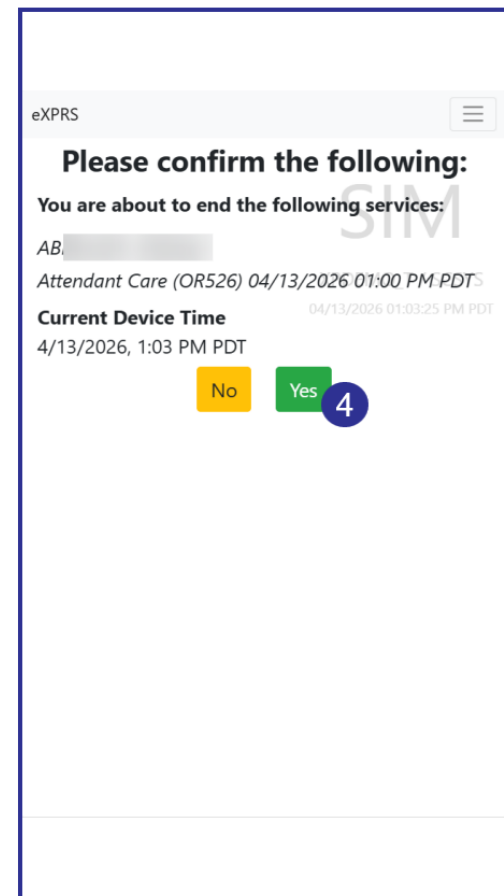 eXPRS
Please confirm the following:
You are about to end the following services:
SIM
AB
Attendant Care (OR526) 04/13/2026 01:00 PM PDT
Current Device Time
04/13/2026 01:03:25 PM PDT
4/13/2026, 1:03 PM PDT
No
Yes
4